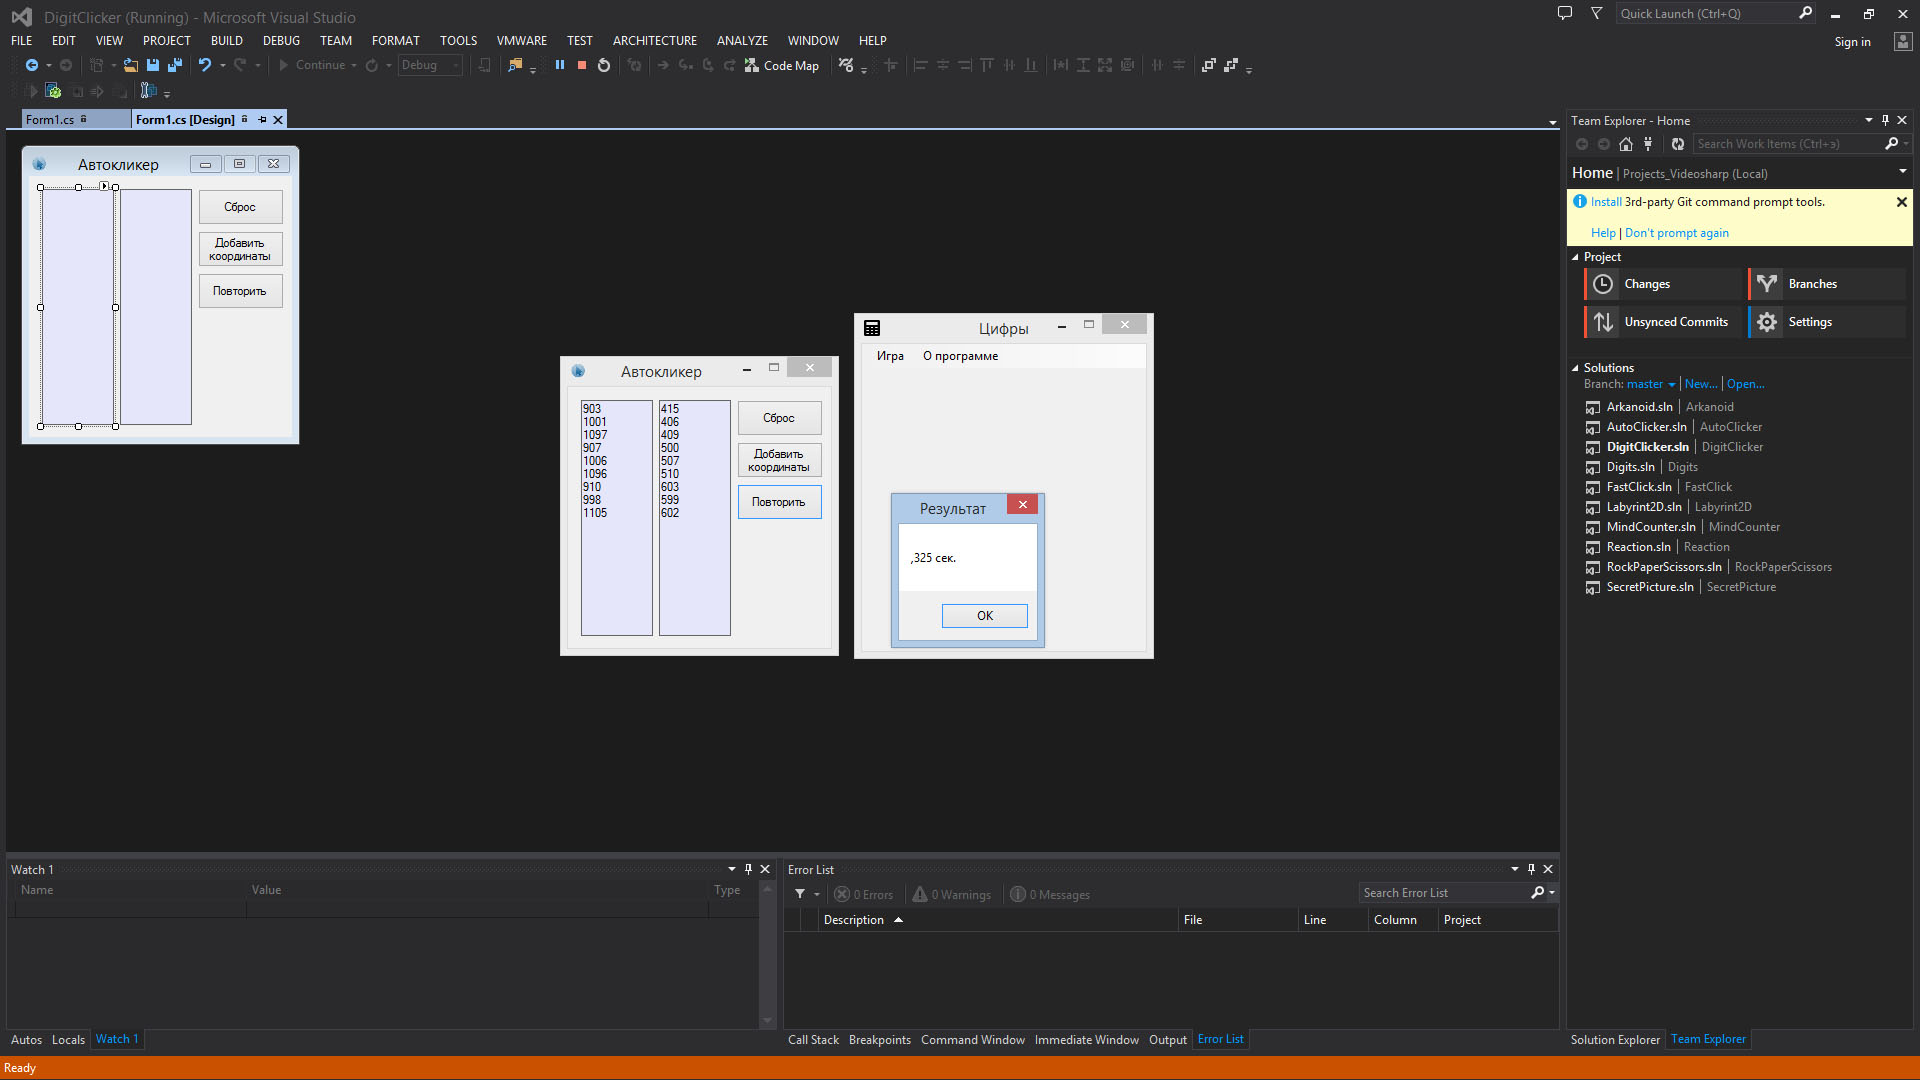 DigitClicker (Running) - Microsoft Visual Studio
Quick Launch (Ctrl+Q)
FILE EDIT VIEW PROJECT BUILD DEBUG TEAM FORMAT TOOLS VMWARE TEST ARCHITECTURE ANALYZE WINDOW HELP
Sign in
Continue Debug Code Map
Form1.cs Form1.cs [Design]
Автокликер
Сброс
Добавить
координаты
Повторить
Автокликер
903 415
1001 406
1097 409
907 500
1006 507
1096 510
910 603
998 599
1105 602
Сброс
Добавить
координаты
Повторить
Цифры
Игра О программе
Результат
,325 сек.
OK
Team Explorer - Home
Search Work Items (Ctrl+э)
Home | Projects_Videosharp (Local)
Install 3rd-party Git command prompt tools.
Help | Don't prompt again
Project
Changes Branches
Unsynced Commits Settings
Solutions
Branch: master | New... | Open...
Arkanoid.sln | Arkanoid
AutoClicker.sln | AutoClicker
DigitClicker.sln | DigitClicker
Digits.sln | Digits
FastClick.sln | FastClick
Labyrint2D.sln | Labyrint2D
MindCounter.sln | MindCounter
Reaction.sln | Reaction
RockPaperScissors.sln | RockPaperScissors
SecretPicture.sln | SecretPicture
Watch 1
Name Value Type
Error List
0 Errors 0 Warnings 0 Messages
Search Error List
Description File Line Column Project
Autos Locals Watch 1
Call Stack Breakpoints Command Window Immediate Window Output Error List
Solution Explorer Team Explorer
Ready